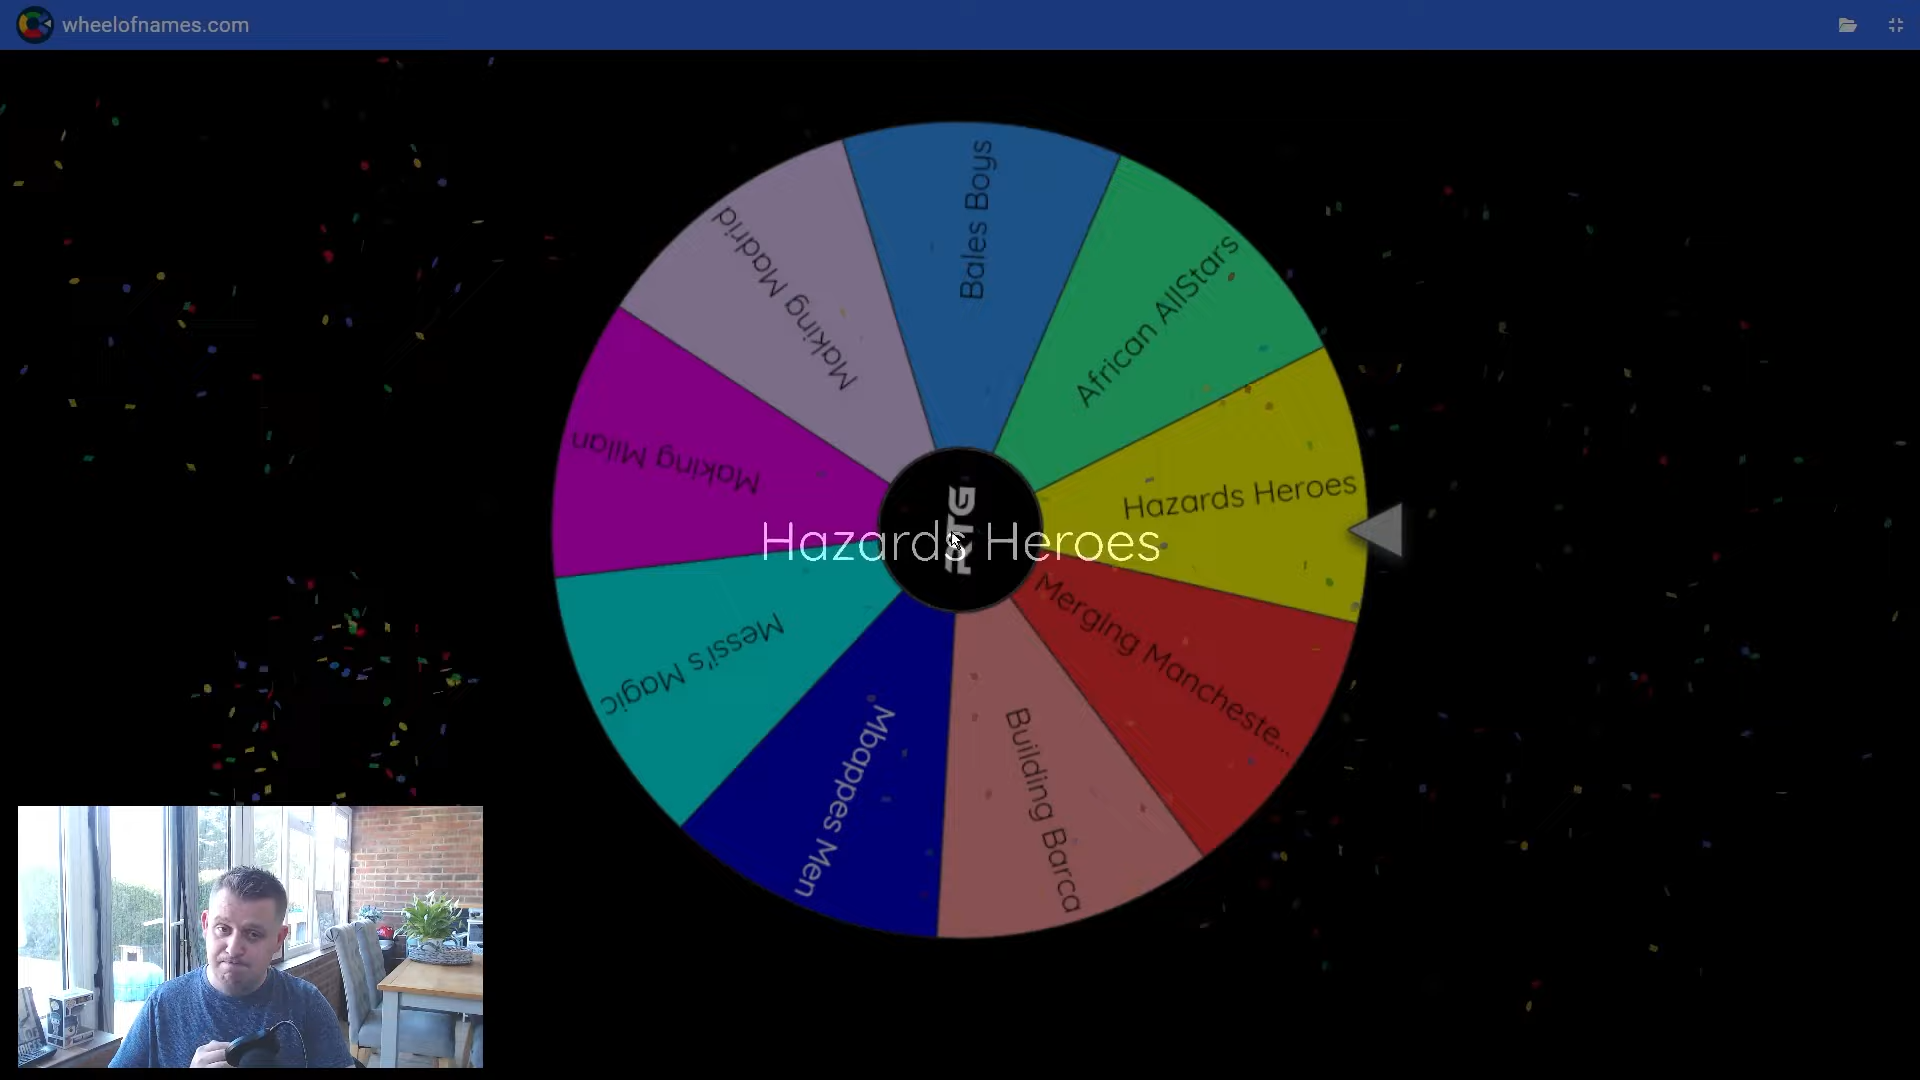 wheelofnames.com
Bales Boys
African AllStars
Hazards Heroes
Merging Mancheste...
Building Barca
Mbappes Men
Messi's Magic
Making Milan
Making Madrid
RTG
Hazards Heroes